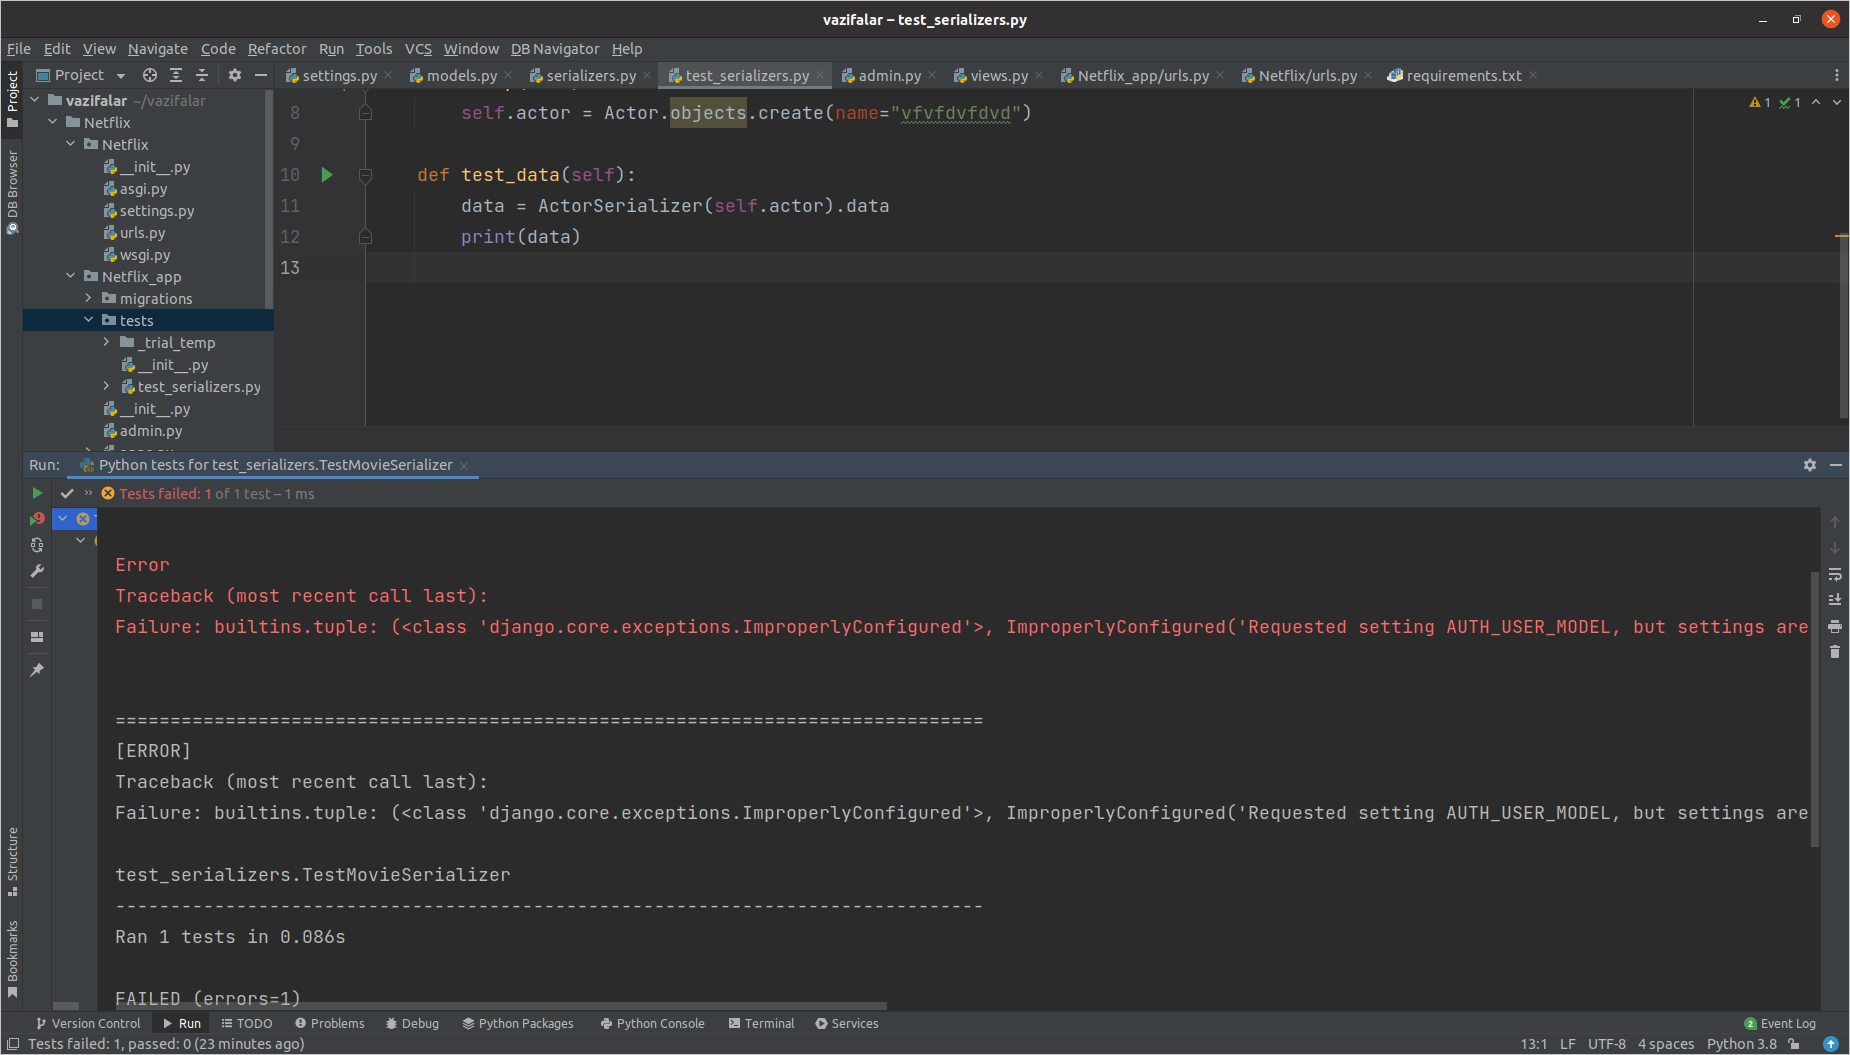 vazifalar – test_serializers.py
File Edit View Navigate Code Refactor Run Tools VCS Window DB Navigator Help
Project
settings.py models.py serializers.py test_serializers.py admin.py views.py Netflix_app/urls.py Netflix/urls.py requirements.txt
Project
DB Browser
Structure
Bookmarks
vazifalar ~/vazifalar
Netflix
Netflix
__init__.py
asgi.py
settings.py
urls.py
wsgi.py
Netflix_app
migrations
tests
_trial_temp
__init__.py
test_serializers.py
__init__.py
admin.py
1 1
8 self.actor = Actor.objects.create(name="vfvfdvfdvd")
9
10 def test_data(self):
11 data = ActorSerializer(self.actor).data
12 print(data)
13
Run: Python tests for test_serializers.TestMovieSerializer
Tests failed: 1 of 1 test – 1 ms
Error
Traceback (most recent call last):
Failure: builtins.tuple: (<class 'django.core.exceptions.ImproperlyConfigured'>, ImproperlyConfigured('Requested setting AUTH_USER_MODEL, but settings are
===============================================================================
[ERROR]
Traceback (most recent call last):
Failure: builtins.tuple: (<class 'django.core.exceptions.ImproperlyConfigured'>, ImproperlyConfigured('Requested setting AUTH_USER_MODEL, but settings are
test_serializers.TestMovieSerializer
-------------------------------------------------------------------------------
Ran 1 tests in 0.086s
FAILED (errors=1)
Version Control Run TODO Problems Debug Python Packages Python Console Terminal Services 2 Event Log
Tests failed: 1, passed: 0 (23 minutes ago) 13:1 LF UTF-8 4 spaces Python 3.8